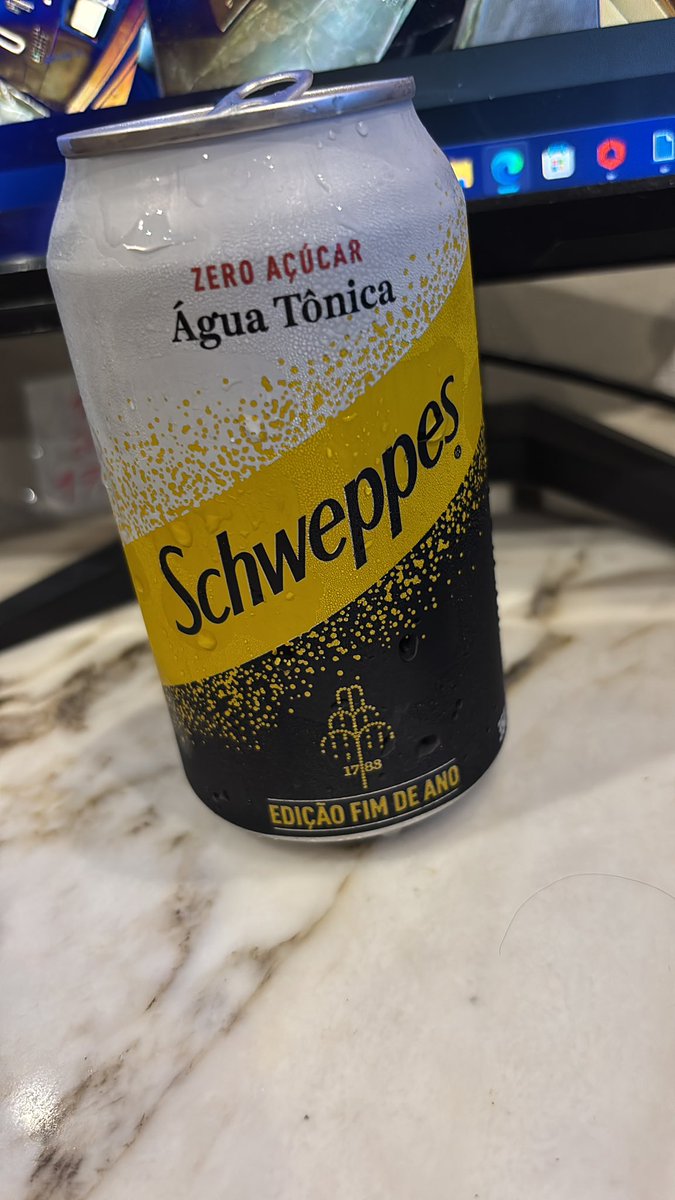 ZERO AÇÚCAR
Água Tônica
Schweppes®
1783
EDIÇÃO FIM DE ANO